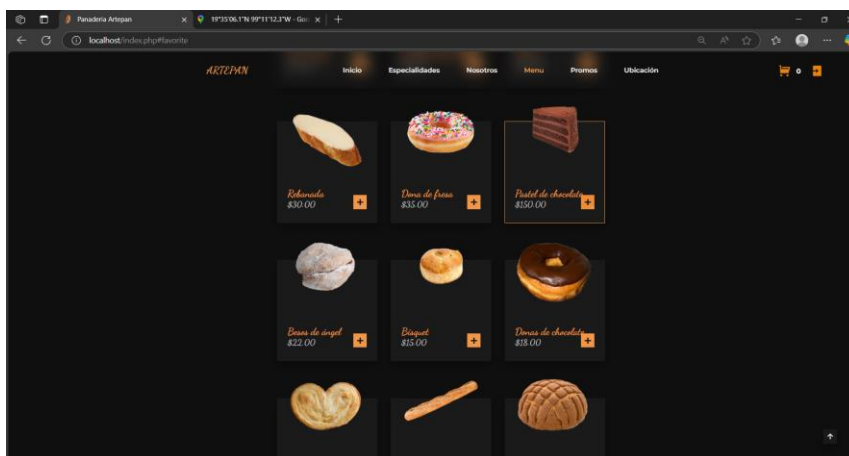 Panaderia Artepan
19°35'06.1"N 99°11'12.3"W - Goo
localhost/index.php#favorite
ARTEPAN
Inicio Especialidades Nosotros Menu Promos Ubicación
0
Rebanada
$30.00
Dona de fresa
$35.00
Pastel de chocolate
$150.00
Besos de ángel
$22.00
Bisquet
$15.00
Donas de chocolate
$18.00